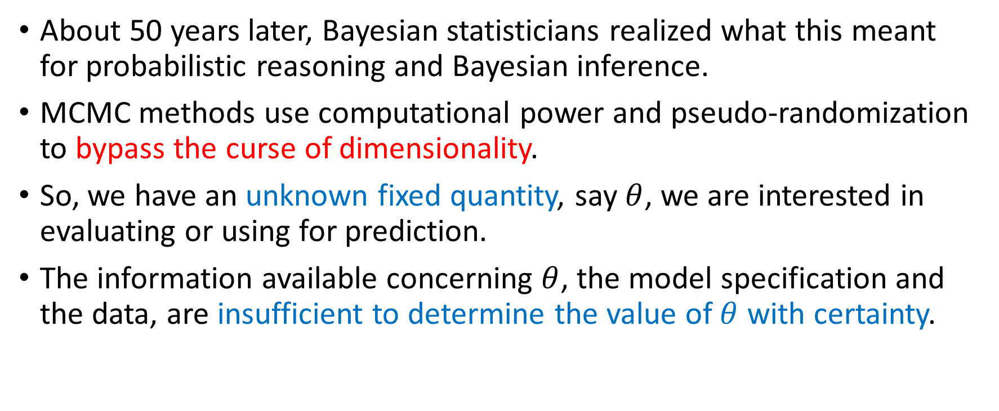 • About 50 years later, Bayesian statisticians realized what this meant
for probabilistic reasoning and Bayesian inference.
• MCMC methods use computational power and pseudo-randomization
to bypass the curse of dimensionality.
• So, we have an unknown fixed quantity, say θ, we are interested in
evaluating or using for prediction.
• The information available concerning θ, the model specification and
the data, are insufficient to determine the value of θ with certainty.